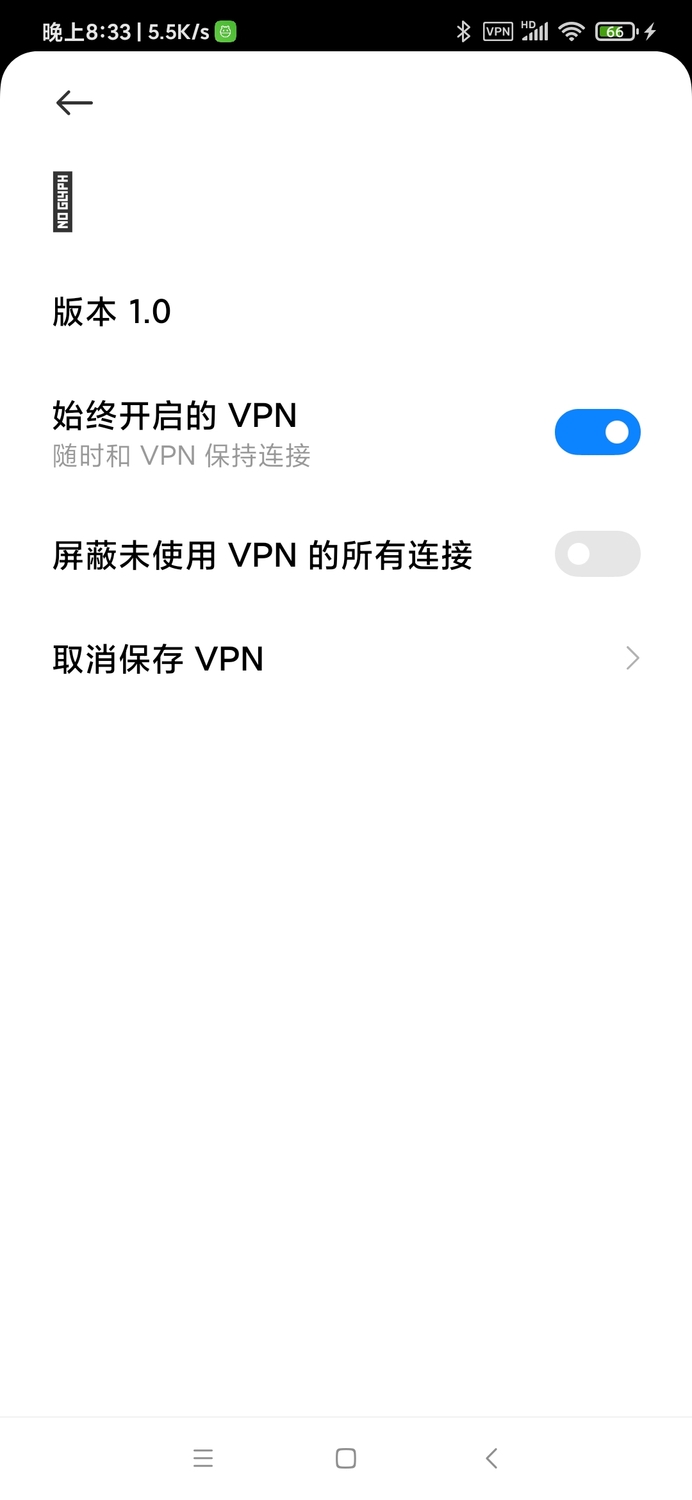 晚上8:33 | 5.5K/s
VPN HD 66
NO GLYPH
版本 1.0
始终开启的 VPN
随时和 VPN 保持连接
屏蔽未使用 VPN 的所有连接
取消保存 VPN